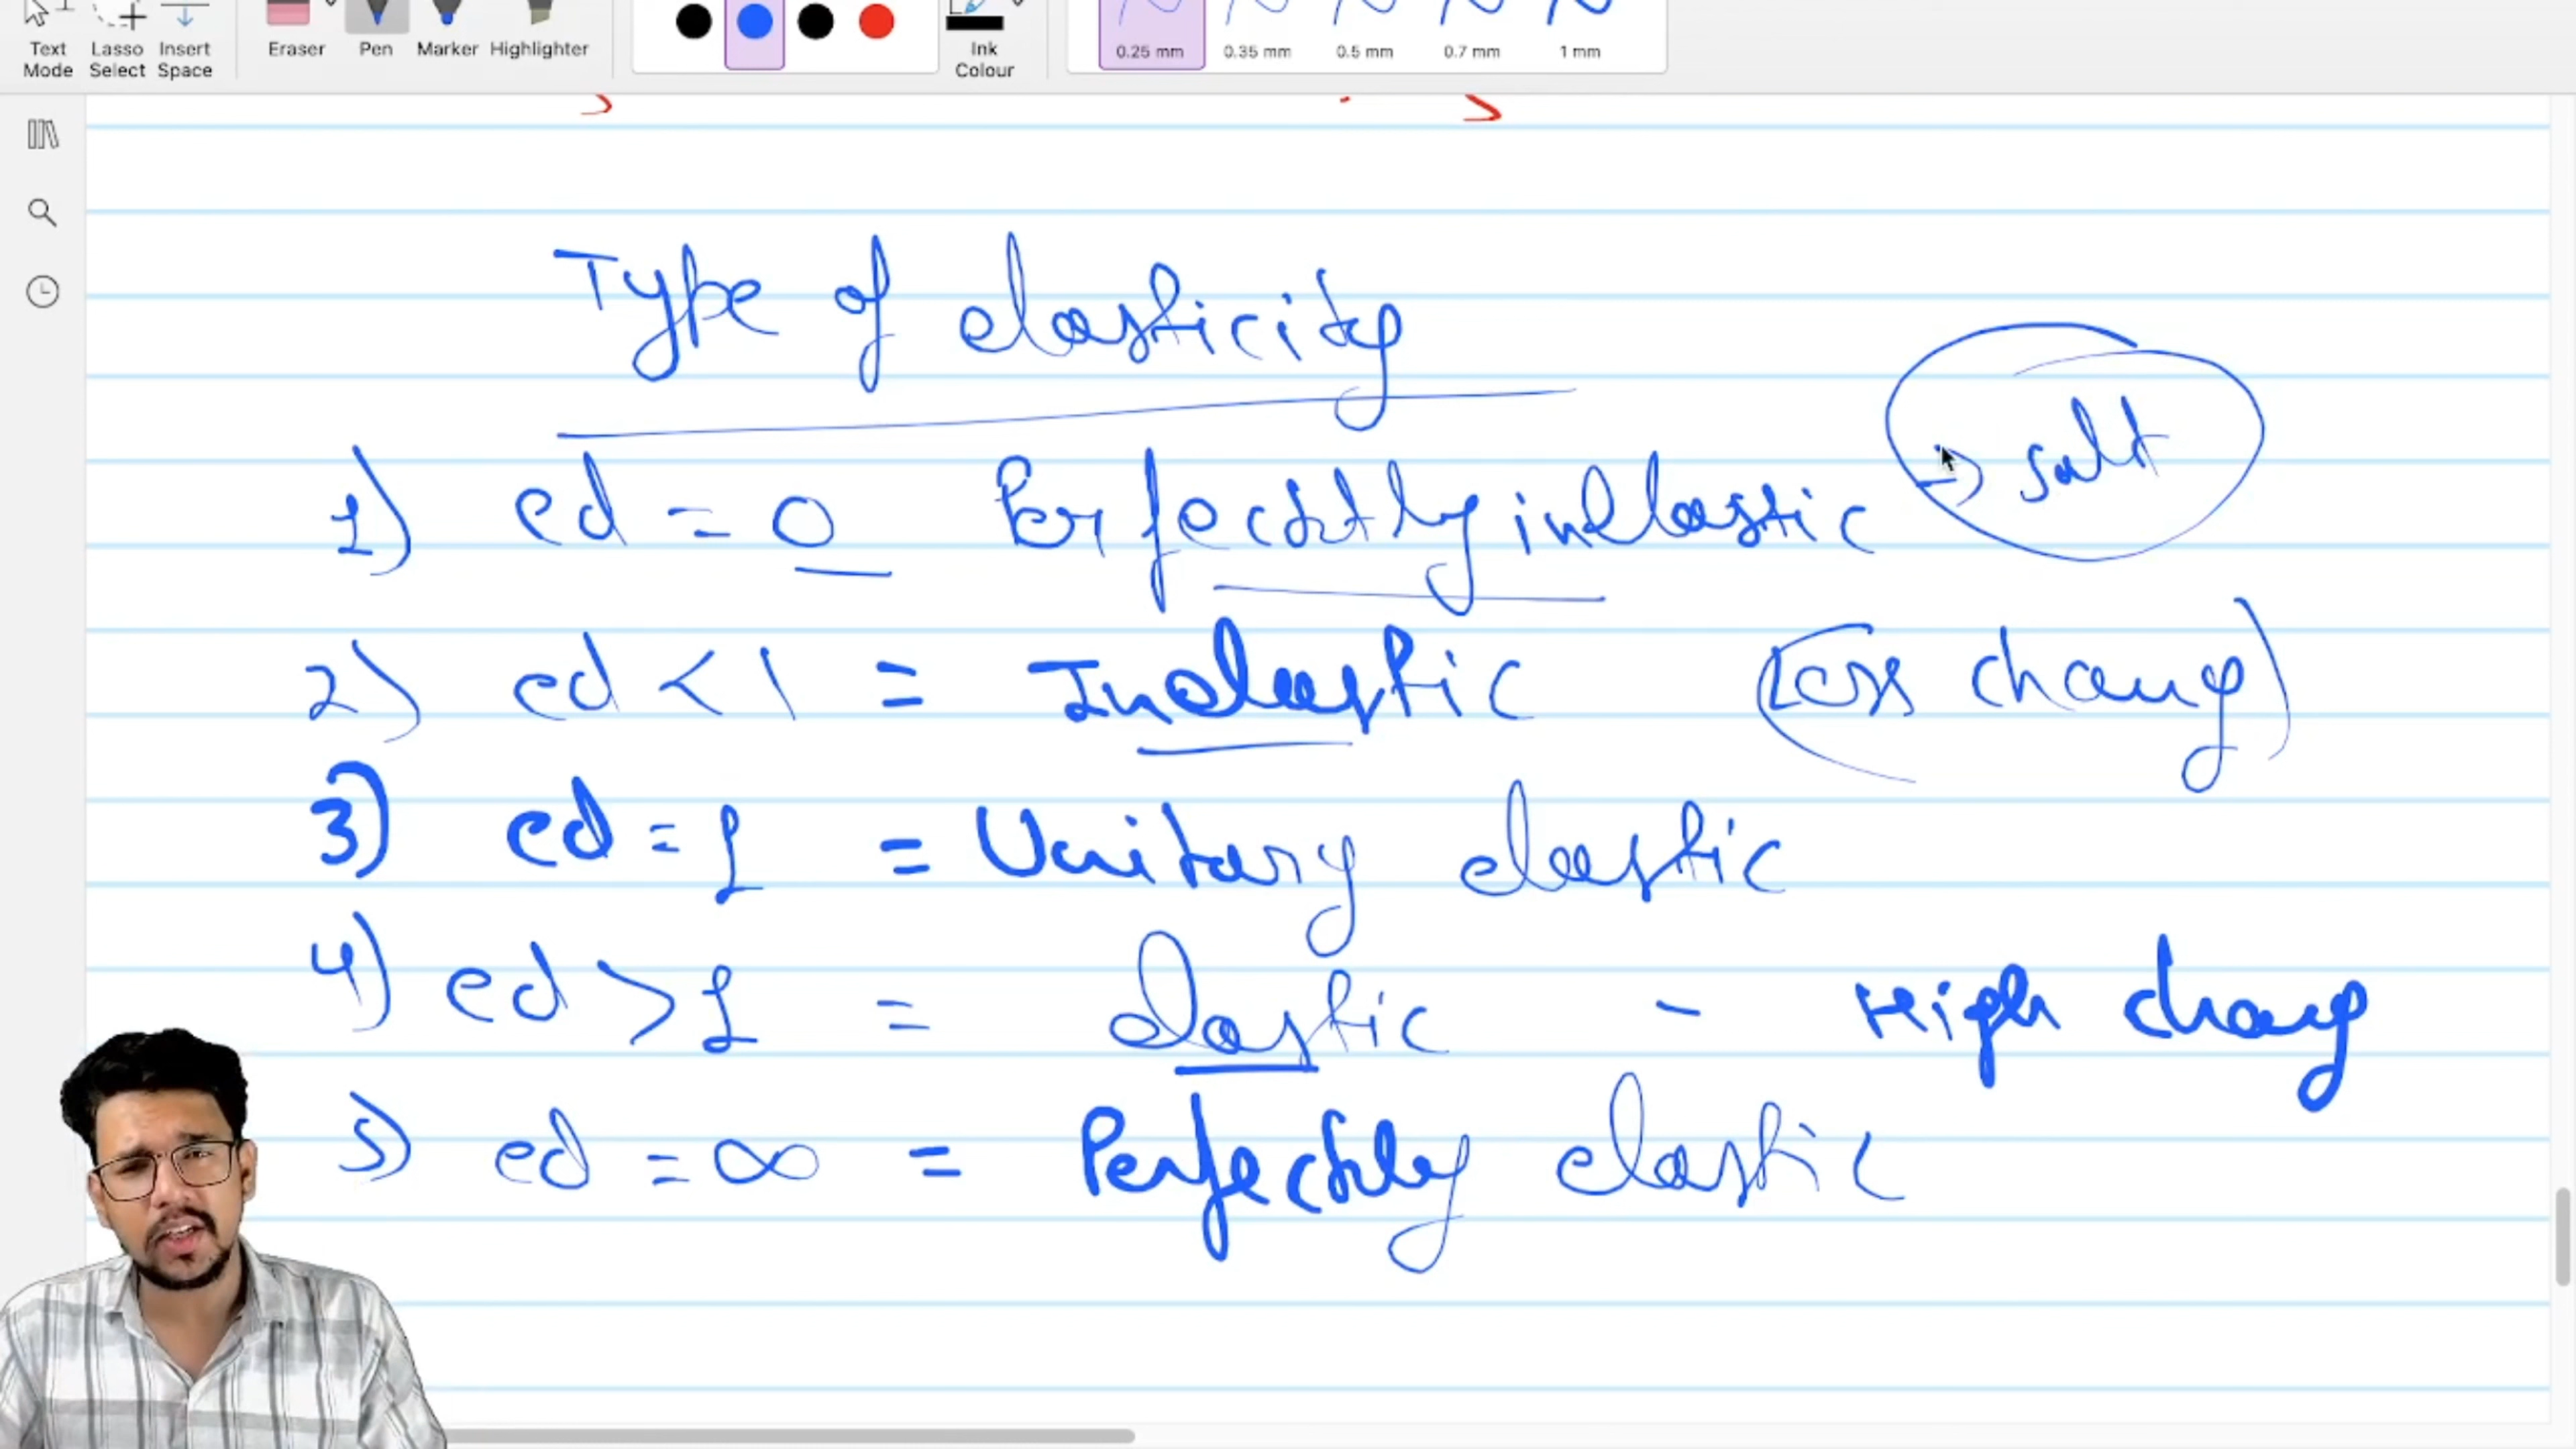 Text Mode
Lasso Select
Insert Space
Eraser
Pen
Marker
Highlighter
Ink Colour
0.25 mm
0.35 mm
0.5 mm
0.7 mm
1 mm
Type of elasticity
1) ed = 0 Perfectly inelastic → salt
2) ed < 1 = Inelastic (Less change)
3) ed = 1 = Unitary elastic
4) ed > 1 = elastic - High change
5) ed = ∞ = Perfectly elastic